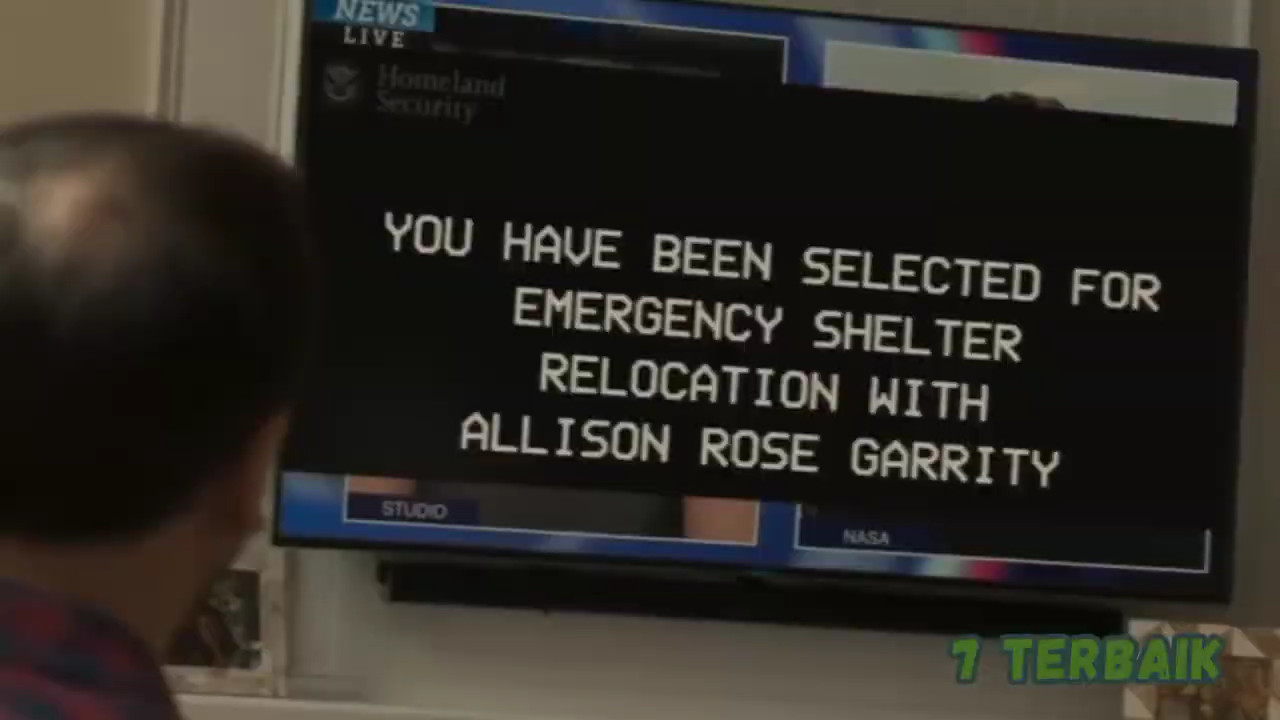 NEWS
LIVE
Homeland
Security
YOU HAVE BEEN SELECTED FOR
EMERGENCY SHELTER
RELOCATION WITH
ALLISON ROSE GARRITY
STUDIO
NASA
7 TERBAIK